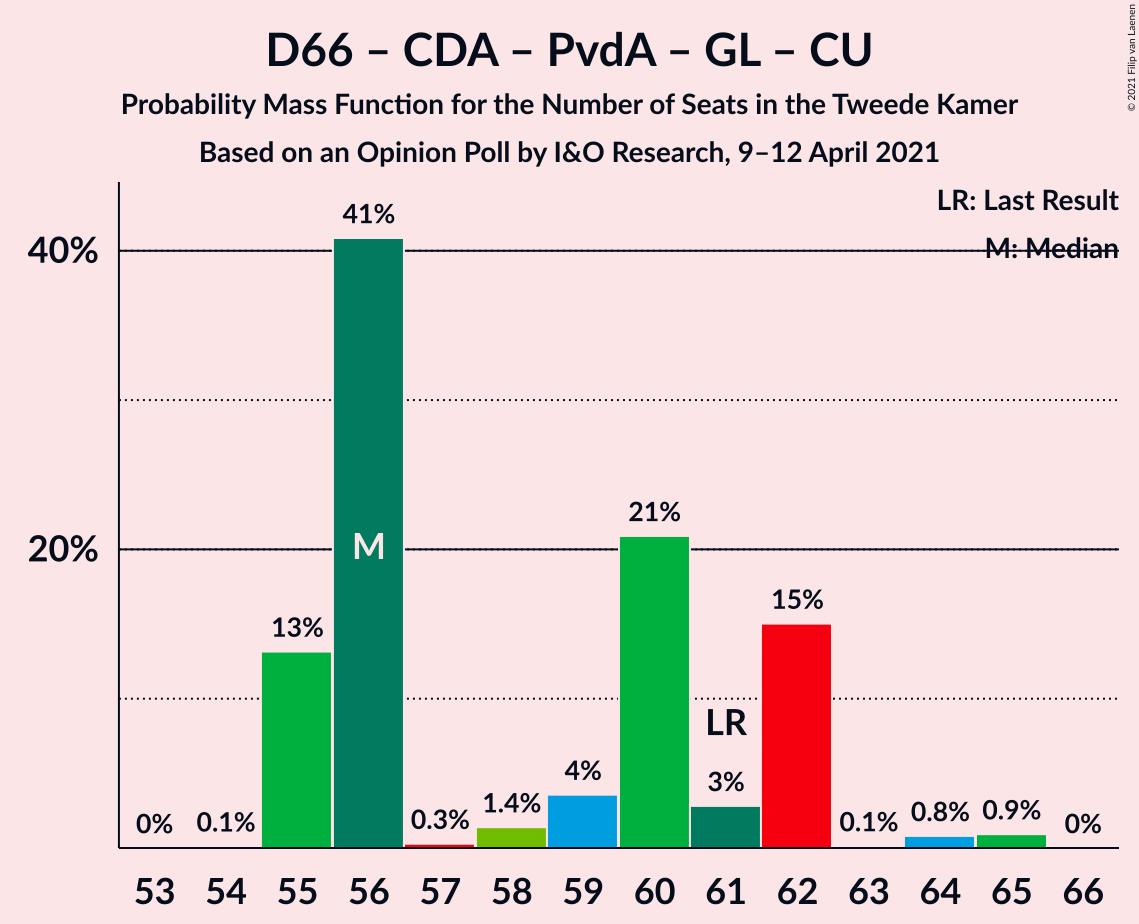 D66 – CDA – PvdA – GL – CU
Probability Mass Function for the Number of Seats in the Tweede Kamer
Based on an Opinion Poll by I&O Research, 9–12 April 2021
© 2021 Filip van Laenen
LR: Last Result
M: Median
40%
20%
0%
0.1%
13%
41%
0.3%
1.4%
4%
21%
3%
15%
0.1%
0.8%
0.9%
0%
M
LR
53 54 55 56 57 58 59 60 61 62 63 64 65 66